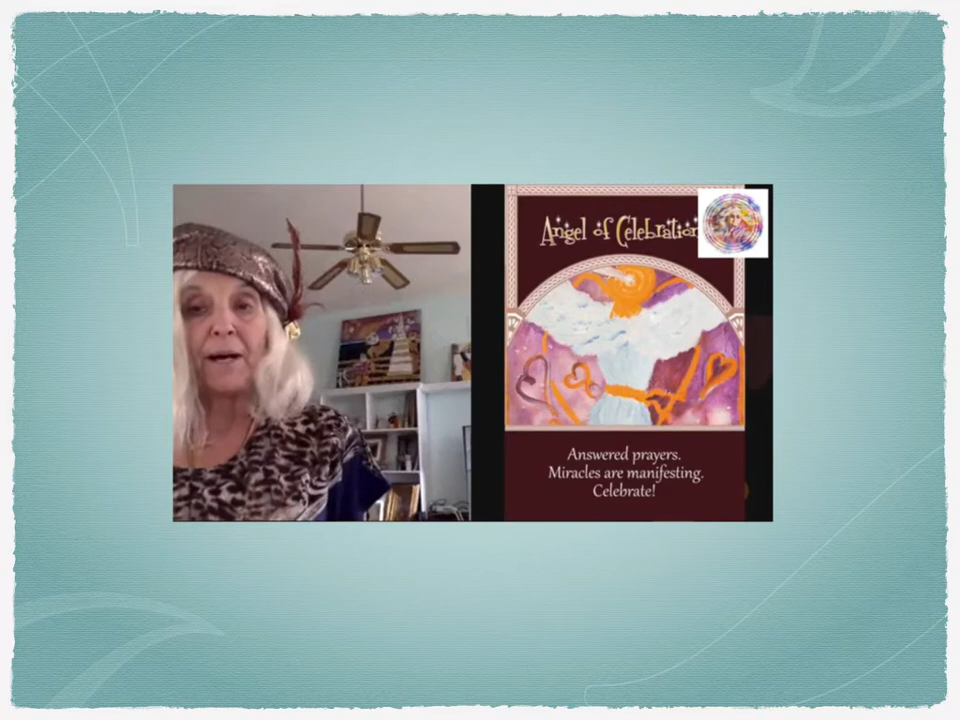 Angel of Celebration
Answered prayers.
Miracles are manifesting.
Celebrate!